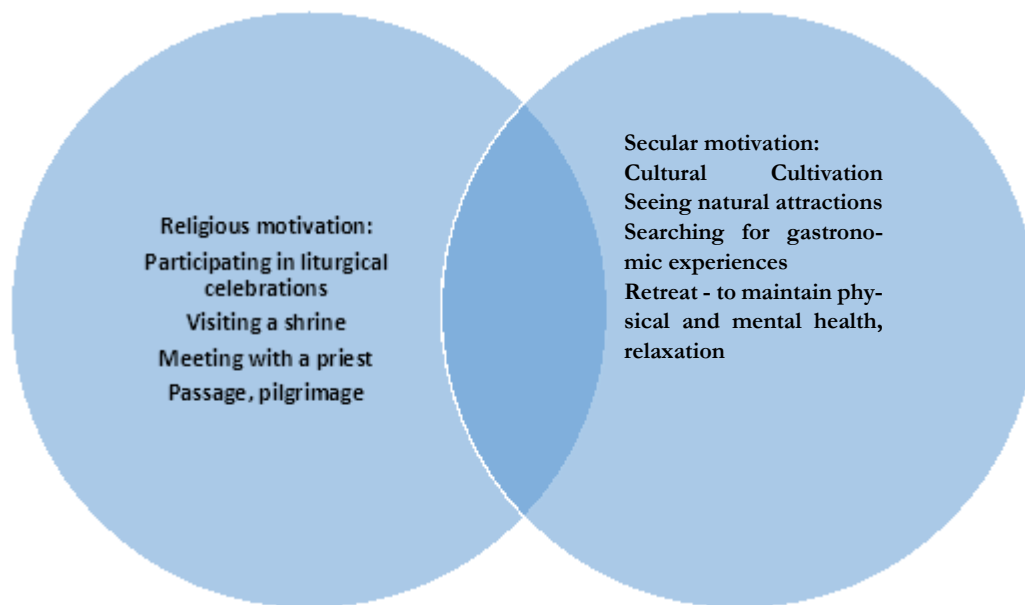 Religious motivation:
Participating in liturgical
celebrations
Visiting a shrine
Meeting with a priest
Passage, pilgrimage
Secular motivation:
Cultural Cultivation
Seeing natural attractions
Searching for gastrono-
mic experiences
Retreat - to maintain phy-
sical and mental health,
relaxation